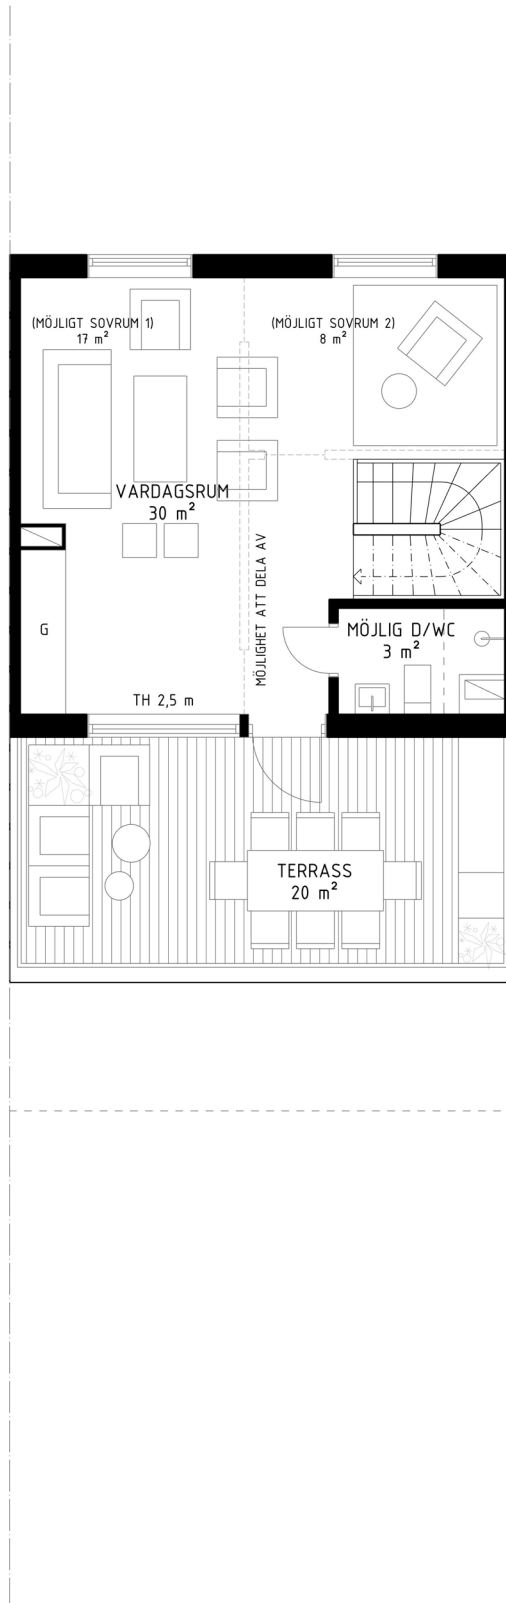 (MÖJLIGT SOVRUM 1)
17 m²
(MÖJLIGT SOVRUM 2)
8 m²
VARDAGSRUM
30 m²
MÖJLIGHET ATT DELA AV
G
MÖJLIG D/WC
3 m²
TH 2,5 m
TERRASS
20 m²